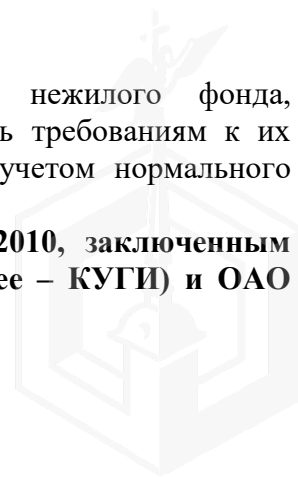 нежилого фонда,
ь требованиям к их
учетом нормального
2010, заключенным
ее – КУГИ) и ОАО